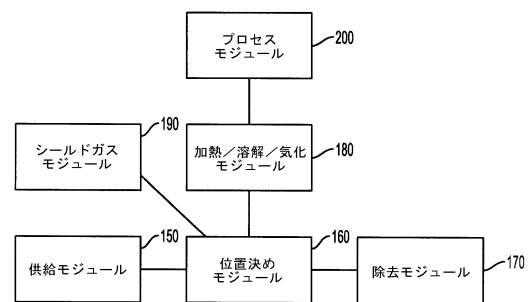 プロセス
モジュール
200
190
シールドガス
モジュール
加熱／溶解／気化
モジュール
180
150
供給モジュール
160
位置決め
モジュール
除去モジュール
170